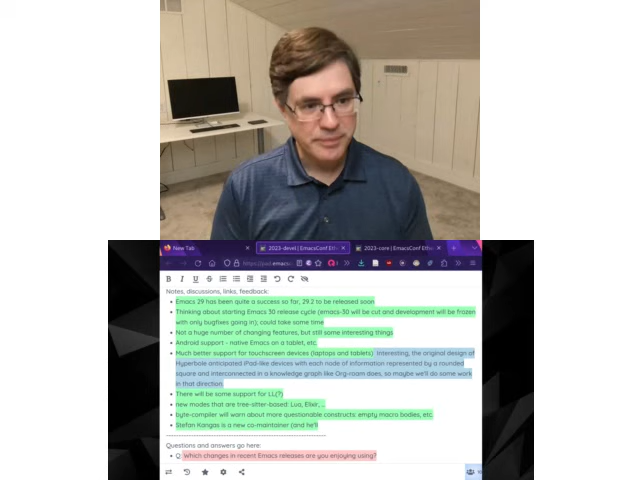 New Tab
2023-devel | EmacsConf Eth
2023-core | EmacsConf Ethe
https://pad.emacs
B I U S
Notes, discussions, links, feedback:
Emacs 29 has been quite a success so far, 29.2 to be released soon
Thinking about starting Emacs 30 release cycle (emacs-30 will be cut and development will be frozen
with only bugfixes going in); could take some time
Not a huge number of changing features, but still some interesting things
Android support - native Emacs on a tablet, etc.
Much better support for touchscreen devices (laptops and tablets) Interesting, the original design of
Hyperbole anticipated iPad-like devices with each node of information represented by a rounded
square and interconnected in a knowledge graph like Org-roam does, so maybe we'll do some work
in that direction.
There will be some support for LL(?)
new modes that are tree-sitter-based: Lua, Elixir, ...
byte-compiler will warn about more questionable constructs: empty macro bodies, etc.
Stefan Kangas is a new co-maintainer (and he'll
--------------------------------------------------------------------------------
Questions and answers go here:
Q: Which changes in recent Emacs releases are you enjoying using?